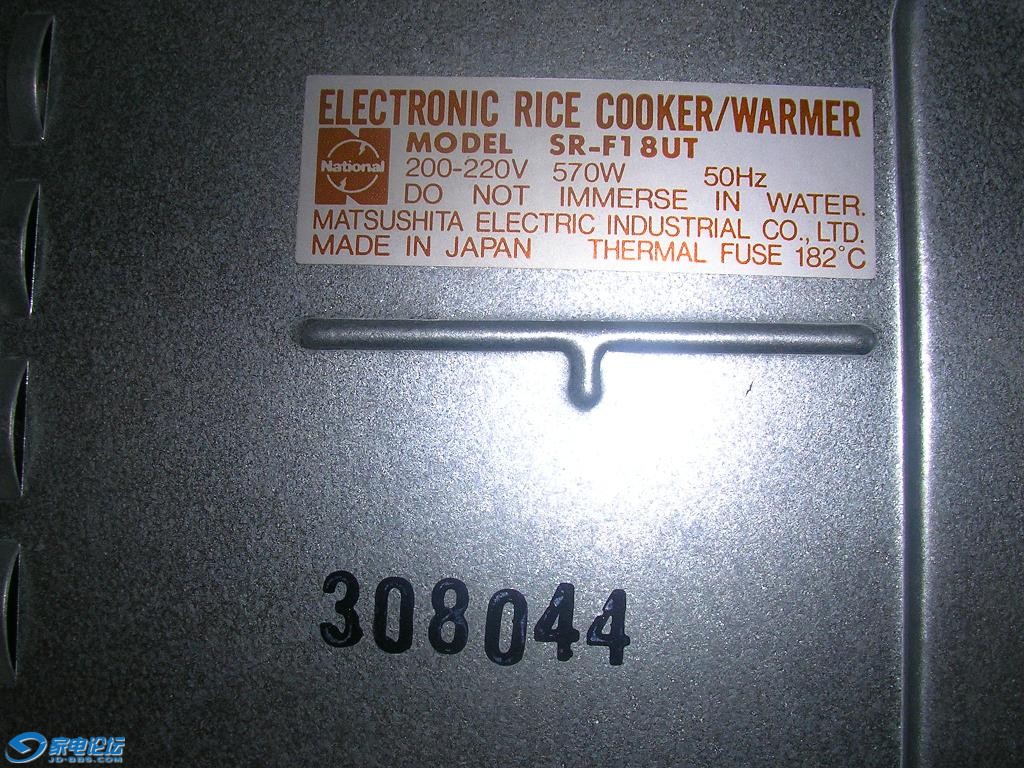 ELECTRONIC RICE COOKER/WARMER
National
MODEL SR-F18UT
200-220V 570W 50Hz
DO NOT IMMERSE IN WATER.
MATSUSHITA ELECTRIC INDUSTRIAL CO., LTD.
MADE IN JAPAN THERMAL FUSE 182°C
308044
家电论坛
JD-BBS.COM